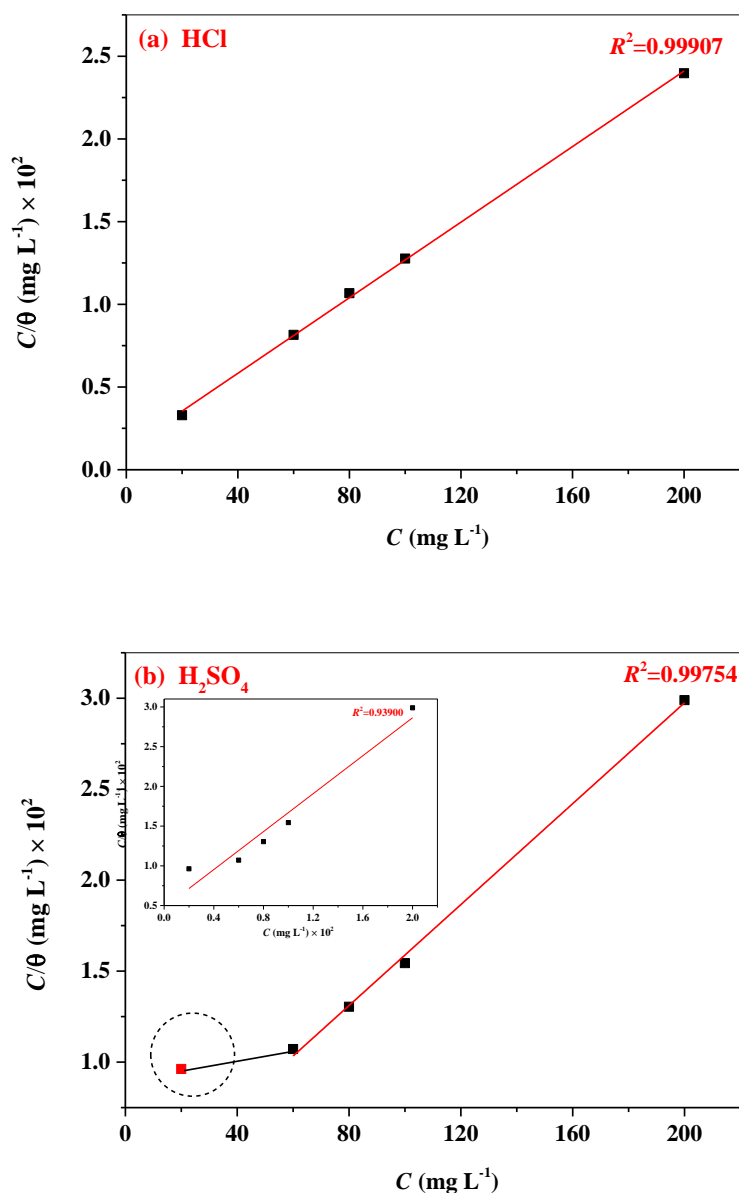 (a) HCl
R²=0.99907
2.5
2.0
1.5
1.0
0.5
0.0
C/θ (mg L⁻¹) × 10²
0 40 80 120 160 200
C (mg L⁻¹)
(b) H₂SO₄
R²=0.99754
3.0
2.5
2.0
1.5
1.0
C/θ (mg L⁻¹) × 10²
R²=0.93900
3.0
2.5
2.0
1.5
1.0
0.5
C/θ (mg L⁻¹) × 10²
0.0 0.4 0.8 1.2 1.6 2.0
C (mg L⁻¹) × 10²
0 40 80 120 160 200
C (mg L⁻¹)